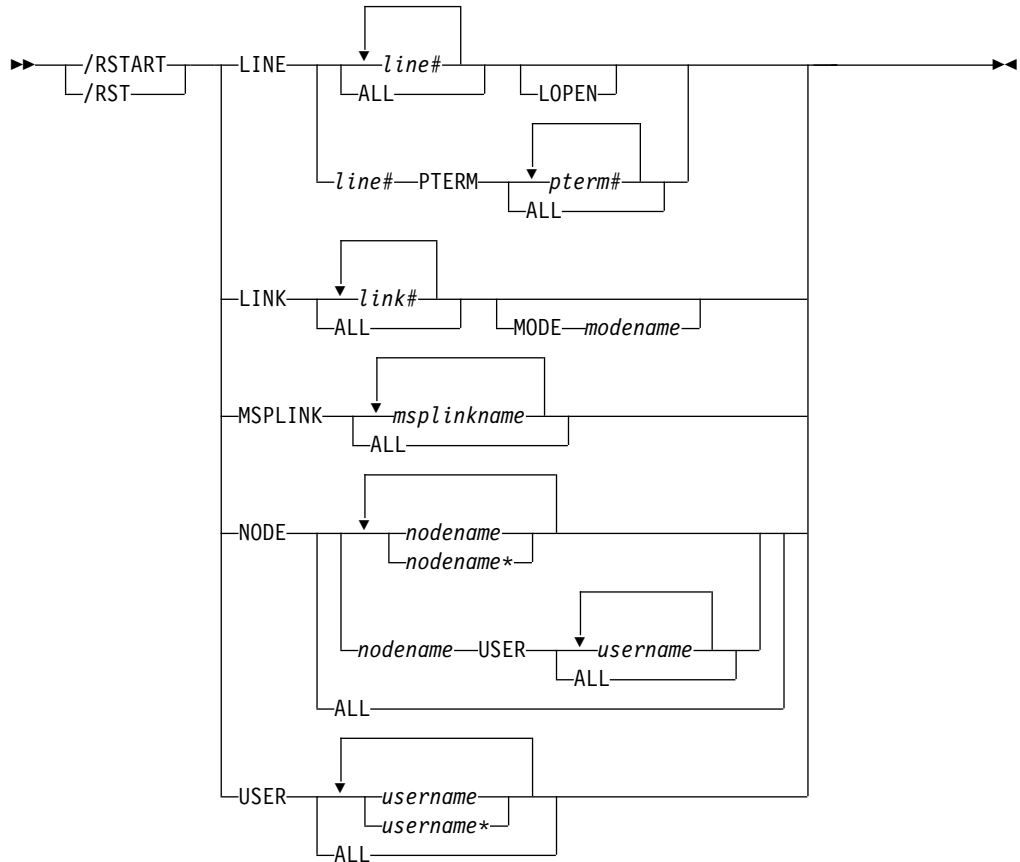 /RSTART LINE line#
/RST ALL LOPEN
line# PTERM pterm#
ALL
LINK link#
ALL MODE modename
MSPLINK msplinkname
ALL
NODE nodename
nodename*
nodename USER username
ALL
ALL
USER username
username*
ALL